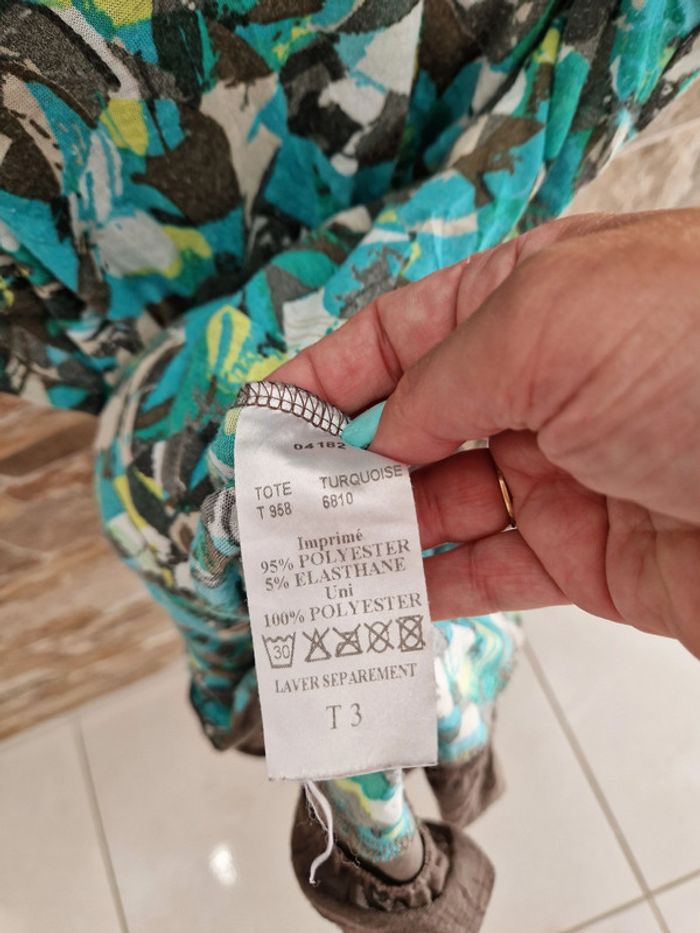 04182
TOTE TURQUOISE
T 958 6810
Imprimé
95% POLYESTER
5% ELASTHANE
Uni
100% POLYESTER
30
LAVER SEPAREMENT
T 3